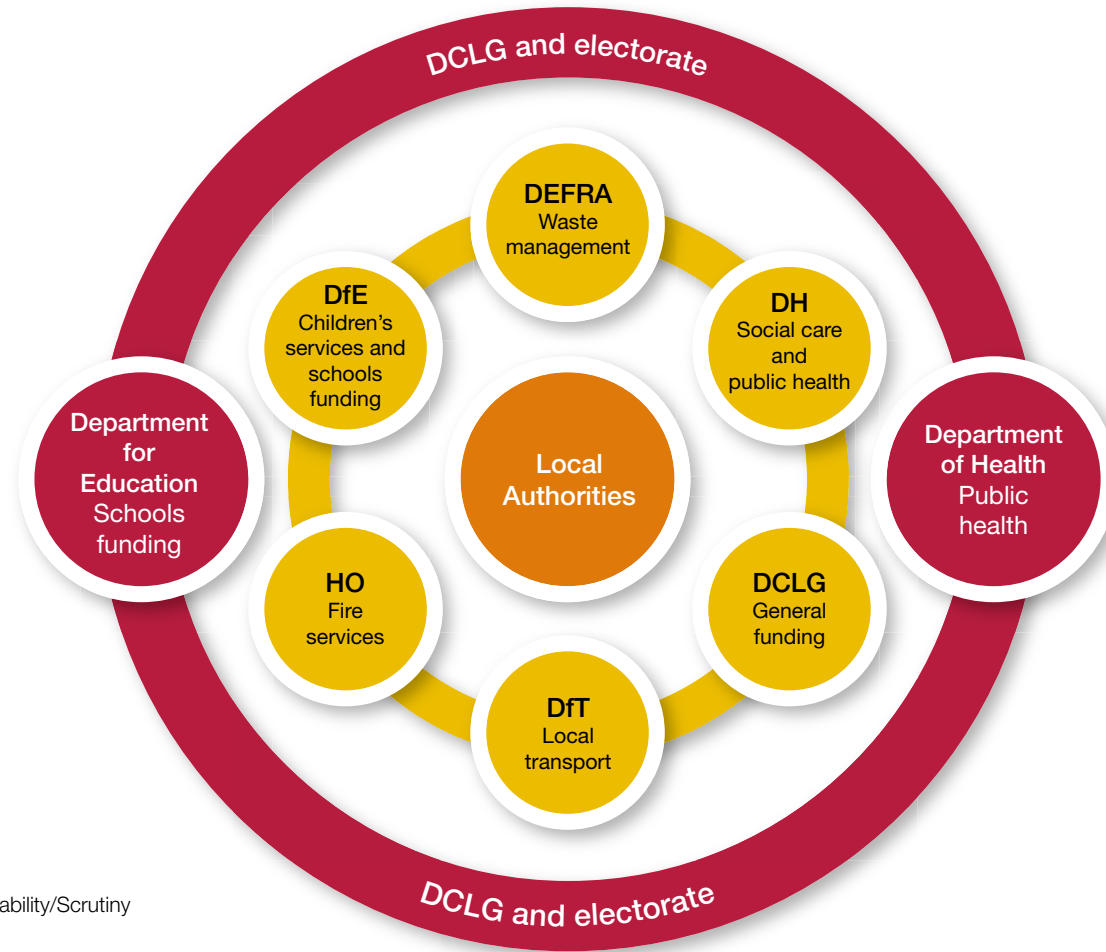 DCLG and electorate
DEFRA
Waste
management
DfE
Children’s
services and
schools
funding
DH
Social care
and
public health
Department
for
Education
Schools
funding
Local
Authorities
Department
of Health
Public
health
HO
Fire
services
DCLG
General
funding
DfT
Local
transport
ability/Scrutiny
DCLG and electorate